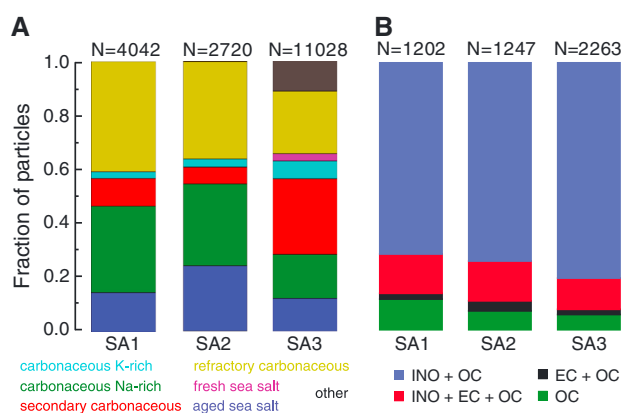 A
B
N=4042 N=2720 N=11028
N=1202 N=1247 N=2263
Fraction of particles
1.0
0.8
0.6
0.4
0.2
0.0
SA1 SA2 SA3
SA1 SA2 SA3
carbonaceous K-rich refractory carbonaceous
carbonaceous Na-rich fresh sea salt other
secondary carbonaceous aged sea salt
INO + OC EC + OC
INO + EC + OC OC